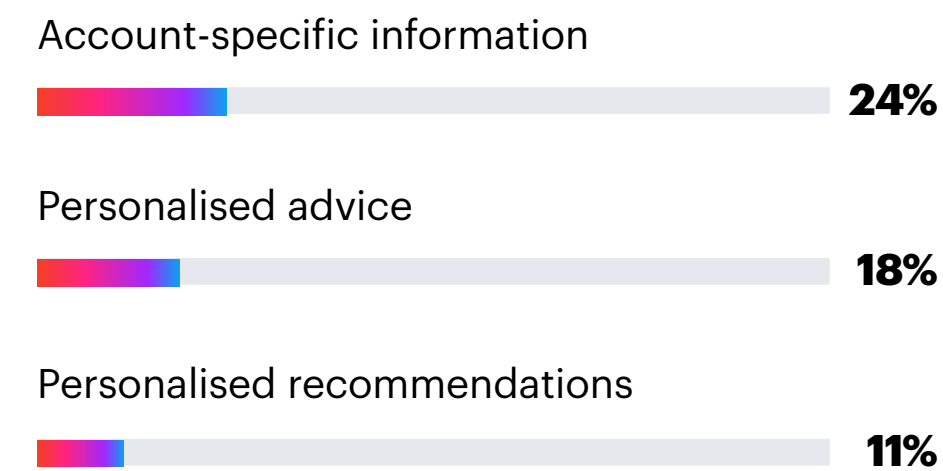 Account-specific information
24%
Personalised advice
18%
Personalised recommendations
11%